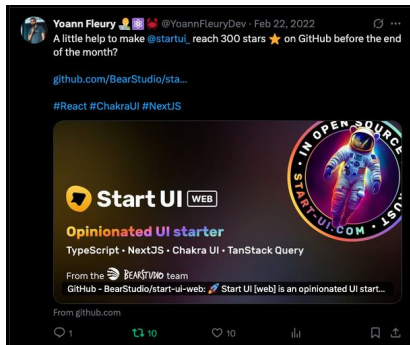 Yoann Fleury @YoannFleuryDev · Feb 22, 2022
A little help to make @startui_ reach 300 stars ⭐ on GitHub before the end
of the month?
github.com/BearStudio/sta...
#React #ChakraUI #NextJS
IN OPEN SOURCE
START-UI.COM
Start UI WEB
Opinionated UI starter
TypeScript • NextJS • Chakra UI • TanStack Query
From the BEARSTUDIO team
GitHub - BearStudio/start-ui-web: 🚀 Start UI [web] is an opinionated UI start...
From github.com
1 10 10